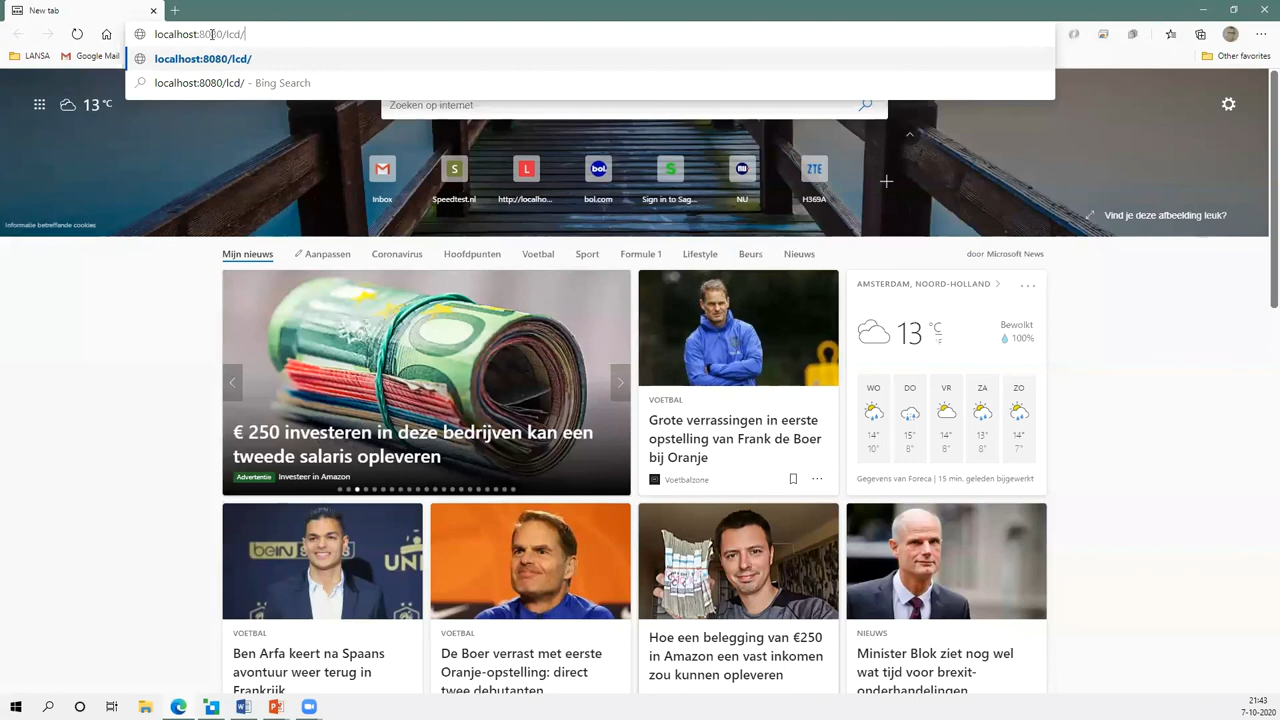 New tab
localhost:8080/lcd/
LANSA
Google Mail
Other favorites
localhost:8080/lcd/
localhost:8080/lcd/ - Bing Search
13 °C
Zoeken op internet
Inbox
S
Speedtest.nl
L
http://localho...
bol.
bol.com
S
Sign in to Sag...
NU
NU
ZTE
H369A
Informatie betreffende cookies
Vind je deze afbeelding leuk?
Mijn nieuws
Aanpassen
Coronavirus
Hoofdpunten
Voetbal
Sport
Formule 1
Lifestyle
Beurs
Nieuws
door Microsoft News
€ 250 investeren in deze bedrijven kan een
tweede salaris opleveren
Advertentie Investeer in Amazon
VOETBAL
Grote verrassingen in eerste
opstelling van Frank de Boer
bij Oranje
Voetbalzone
AMSTERDAM, NOORD-HOLLAND
13 °C
°F
Bewolkt
100%
WO DO VR ZA ZO
14° 15° 14° 13° 14°
10° 8° 8° 8° 7°
Gegevens van Foreca | 15 min. geleden bijgewerkt
VOETBAL
Ben Arfa keert na Spaans
avontuur weer terug in
Frankrijk
VOETBAL
De Boer verrast met eerste
Oranje-opstelling: direct
twee debutanten
Hoe een belegging van €250
in Amazon een vast inkomen
zou kunnen opleveren
NIEUWS
Minister Blok ziet nog wel
wat tijd voor brexit-
onderhandelingen
21:43
7-10-2020